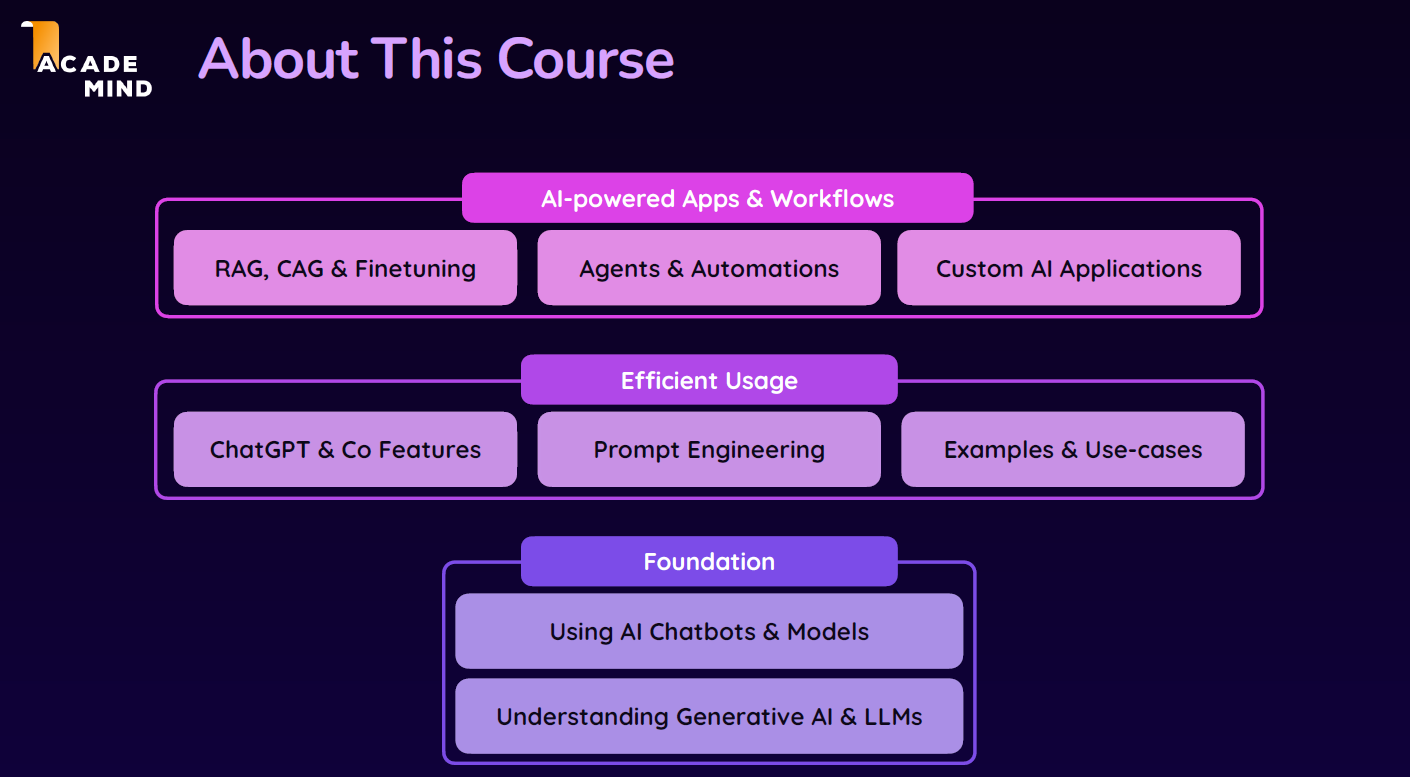 ACADE
MIND
About This Course
AI-powered Apps & Workflows
RAG, CAG & Finetuning
Agents & Automations
Custom AI Applications
Efficient Usage
ChatGPT & Co Features
Prompt Engineering
Examples & Use-cases
Foundation
Using AI Chatbots & Models
Understanding Generative AI & LLMs